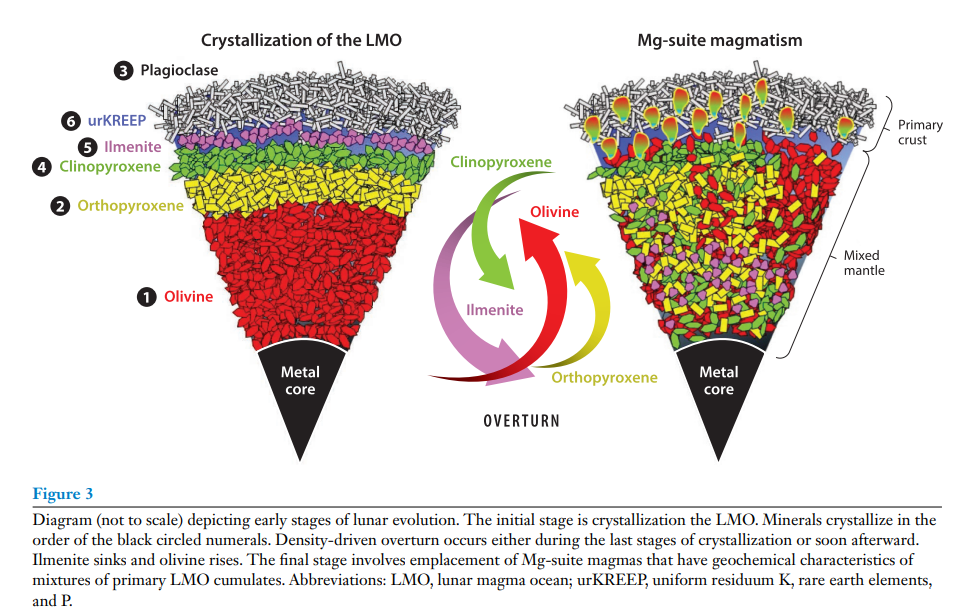 Crystallization of the LMO
Mg-suite magmatism
3 Plagioclase
6 urKREEP
5 Ilmenite
4 Clinopyroxene
2 Orthopyroxene
1 Olivine
Metal
core
Clinopyroxene
Olivine
Ilmenite
Orthopyroxene
OVERTURN
Primary
crust
Mixed
mantle
Metal
core
Figure 3
Diagram (not to scale) depicting early stages of lunar evolution. The initial stage is crystallization the LMO. Minerals crystallize in the
order of the black circled numerals. Density-driven overturn occurs either during the last stages of crystallization or soon afterward.
Ilmenite sinks and olivine rises. The final stage involves emplacement of Mg-suite magmas that have geochemical characteristics of
mixtures of primary LMO cumulates. Abbreviations: LMO, lunar magma ocean; urKREEP, uniform residuum K, rare earth elements,
and P.